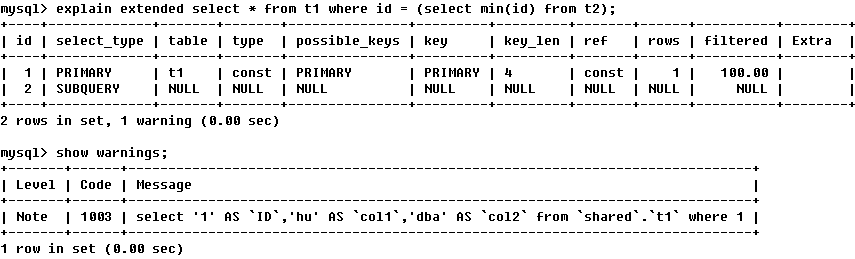 mysql> explain extended select * from t1 where id = (select min(id) from t2);
+----+-------------+-------+-------+---------------+---------+---------+-------+------+----------+-------+
| id | select_type | table | type | possible_keys | key | key_len | ref | rows | filtered | Extra |
+----+-------------+-------+-------+---------------+---------+---------+-------+------+----------+-------+
| 1 | PRIMARY | t1 | const | PRIMARY | PRIMARY | 4 | const | 1 | 100.00 | |
| 2 | SUBQUERY | NULL | NULL | NULL | NULL | NULL | NULL | NULL | NULL | |
+----+-------------+-------+-------+---------------+---------+---------+-------+------+----------+-------+
2 rows in set, 1 warning (0.00 sec)
mysql> show warnings;
+-------+------+-------------------------------------------------------------------------------+
| Level | Code | Message |
+-------+------+-------------------------------------------------------------------------------+
| Note | 1003 | select '1' AS `ID`,'hu' AS `col1`,'dba' AS `col2` from `shared`.`t1` where 1 |
+-------+------+-------------------------------------------------------------------------------+
1 row in set (0.00 sec)